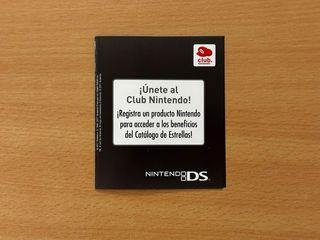 club.
¡Únete al
Club Nintendo!
¡Registra un producto Nintendo
para acceder a los beneficios
del Catálogo de Estrellas!
NINTENDO DS